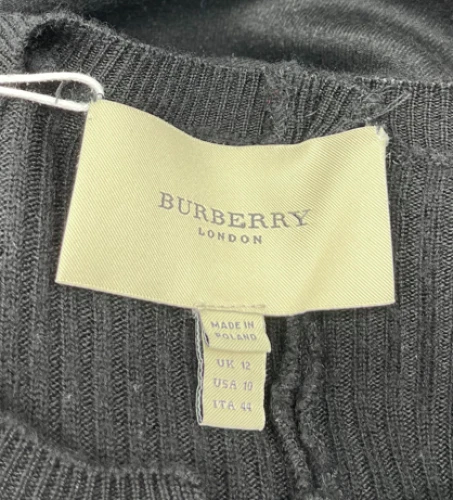 BURBERRY
LONDON
MADE IN
POLAND
UK 12
USA 10
ITA 44